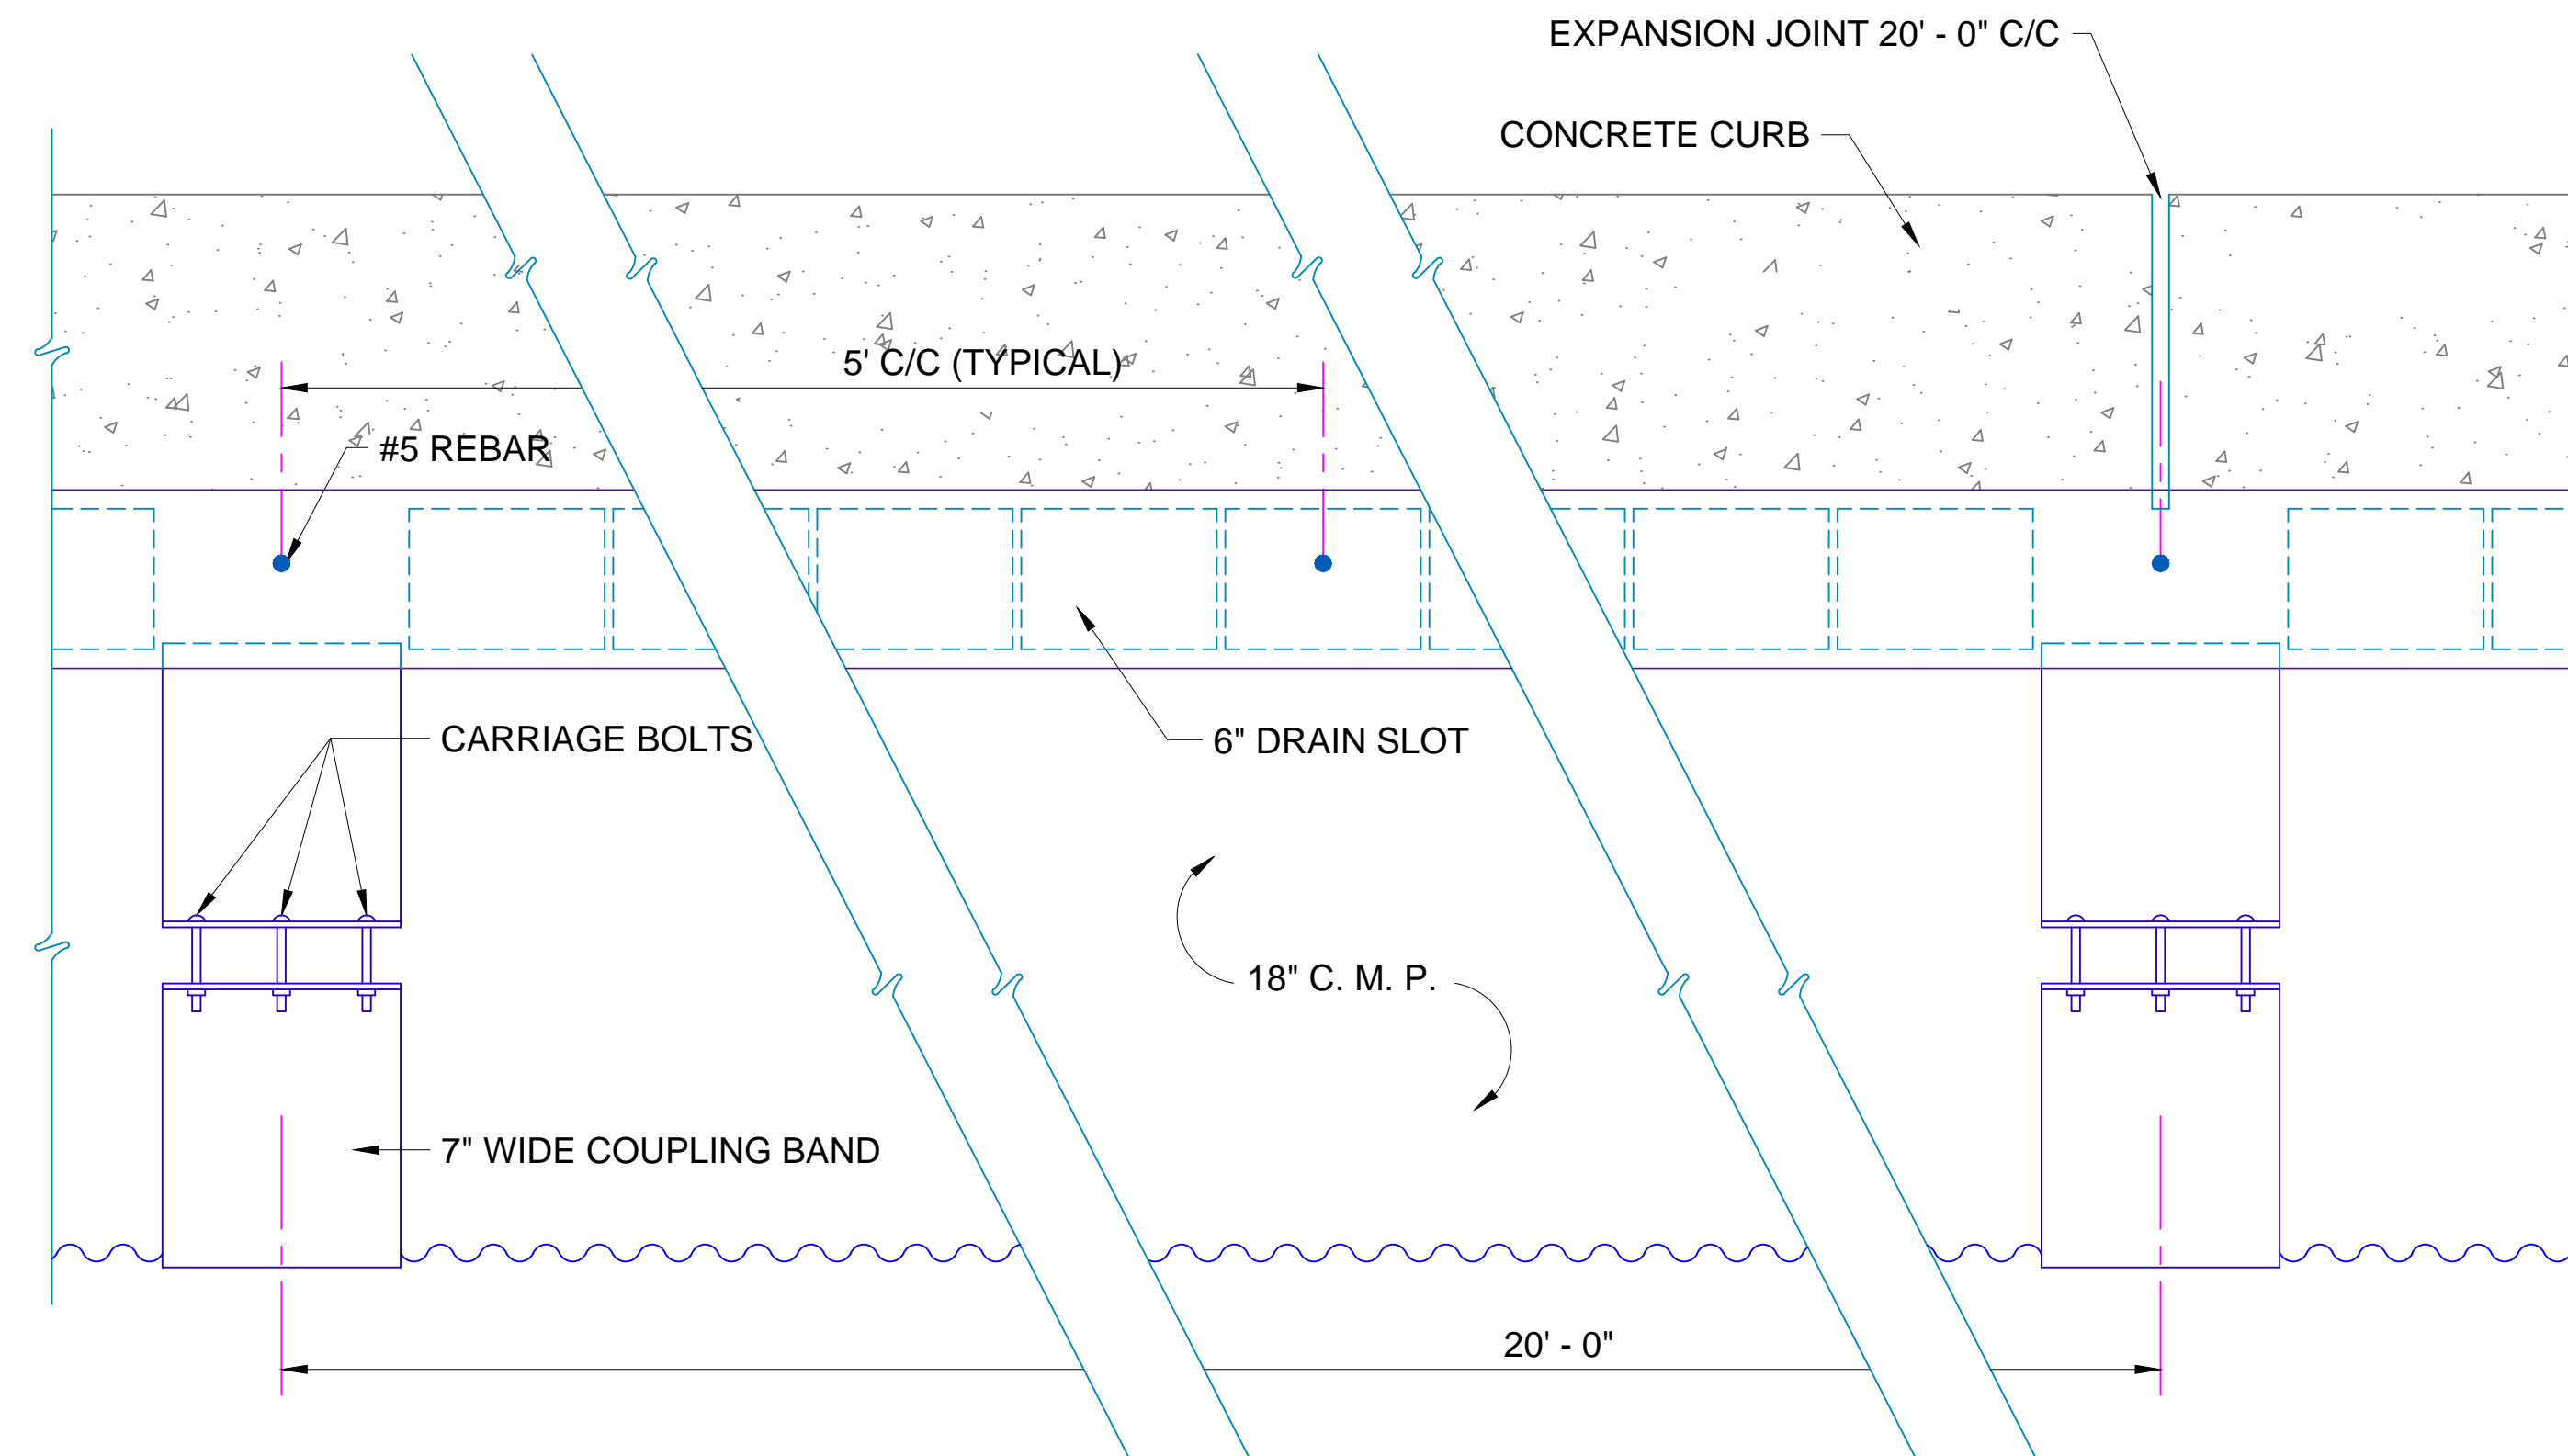 EXPANSION JOINT 20' - 0" C/C
CONCRETE CURB
5' C/C (TYPICAL)
#5 REBAR
CARRIAGE BOLTS
6" DRAIN SLOT
18" C. M. P.
7" WIDE COUPLING BAND
20' - 0"